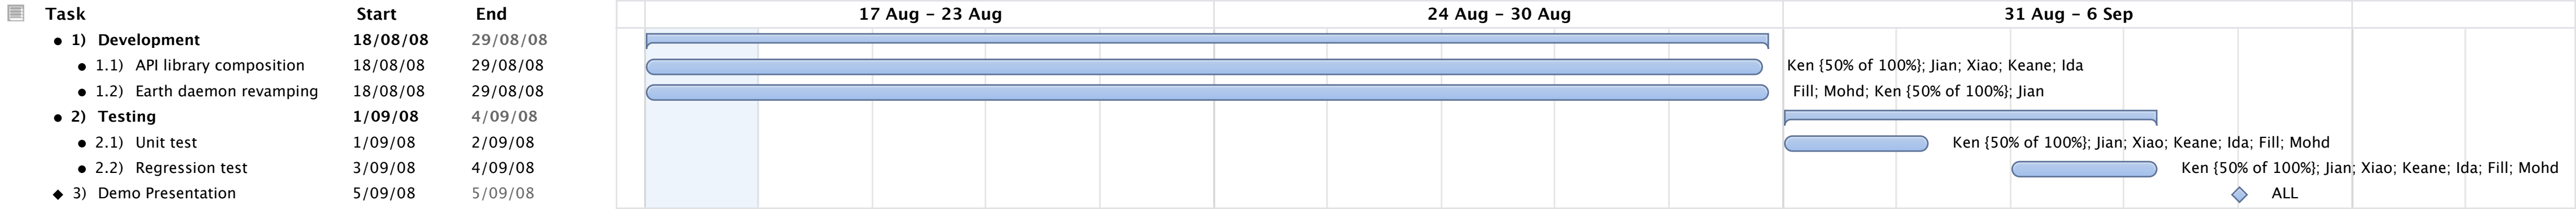 Task Start End 17 Aug – 23 Aug 24 Aug – 30 Aug 31 Aug – 6 Sep
1) Development 18/08/08 29/08/08
1.1) API library composition 18/08/08 29/08/08 Ken {50% of 100%}; Jian; Xiao; Keane; Ida
1.2) Earth daemon revamping 18/08/08 29/08/08 Fill; Mohd; Ken {50% of 100%}; Jian
2) Testing 1/09/08 4/09/08
2.1) Unit test 1/09/08 2/09/08 Ken {50% of 100%}; Jian; Xiao; Keane; Ida; Fill; Mohd
2.2) Regression test 3/09/08 4/09/08 Ken {50% of 100%}; Jian; Xiao; Keane; Ida; Fill; Mohd
3) Demo Presentation 5/09/08 5/09/08 ALL